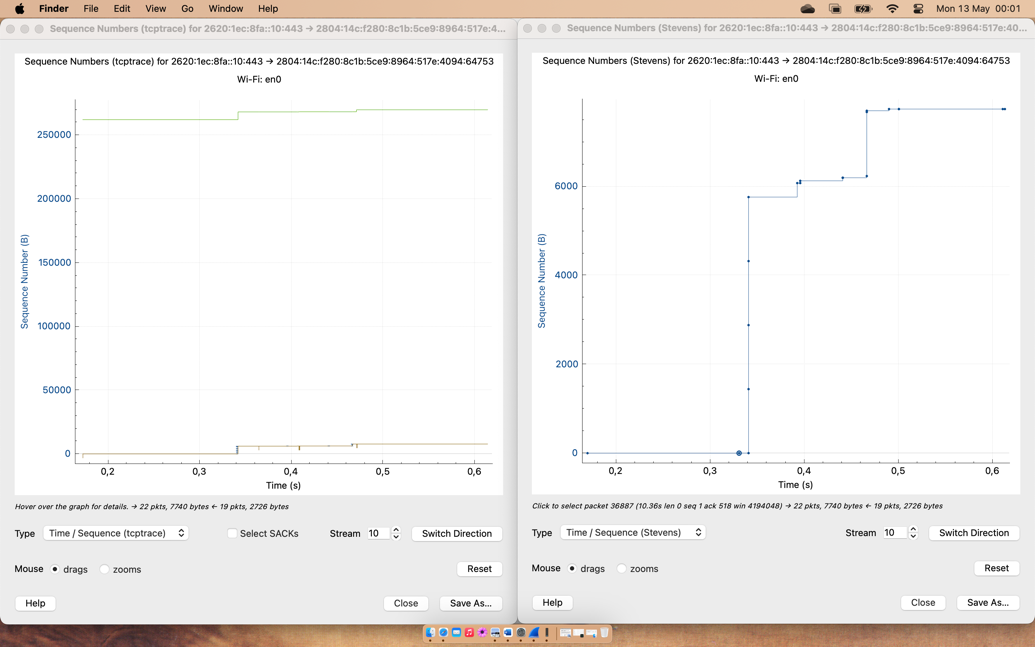 Finder File Edit View Go Window Help Mon 13 May 00:01
Sequence Numbers (tcptrace) for 2620:1ec:8fa::10:443 → 2804:14c:f280:8c1b:5ce9:8964:517e:4...
Sequence Numbers (tcptrace) for 2620:1ec:8fa::10:443 → 2804:14c:f280:8c1b:5ce9:8964:517e:4094:64753
Wi-Fi: en0
250000
200000
150000
100000
50000
0
Sequence Number (B)
0,2 0,3 0,4 0,5 0,6
Time (s)
Hover over the graph for details. → 22 pkts, 7740 bytes ← 19 pkts, 2726 bytes
Type Time / Sequence (tcptrace) Select SACKs Stream 10 Switch Direction
Mouse drags zooms Reset
Help Close Save As...
Sequence Numbers (Stevens) for 2620:1ec:8fa::10:443 → 2804:14c:f280:8c1b:5ce9:8964:517e:40...
Sequence Numbers (Stevens) for 2620:1ec:8fa::10:443 → 2804:14c:f280:8c1b:5ce9:8964:517e:4094:64753
Wi-Fi: en0
6000
4000
2000
0
Sequence Number (B)
0,2 0,3 0,4 0,5 0,6
Time (s)
Click to select packet 36887 (10.36s len 0 seq 1 ack 518 win 4194048) → 22 pkts, 7740 bytes ← 19 pkts, 2726 bytes
Type Time / Sequence (Stevens) Stream 10 Switch Direction
Mouse drags zooms Reset
Help Close Save As...